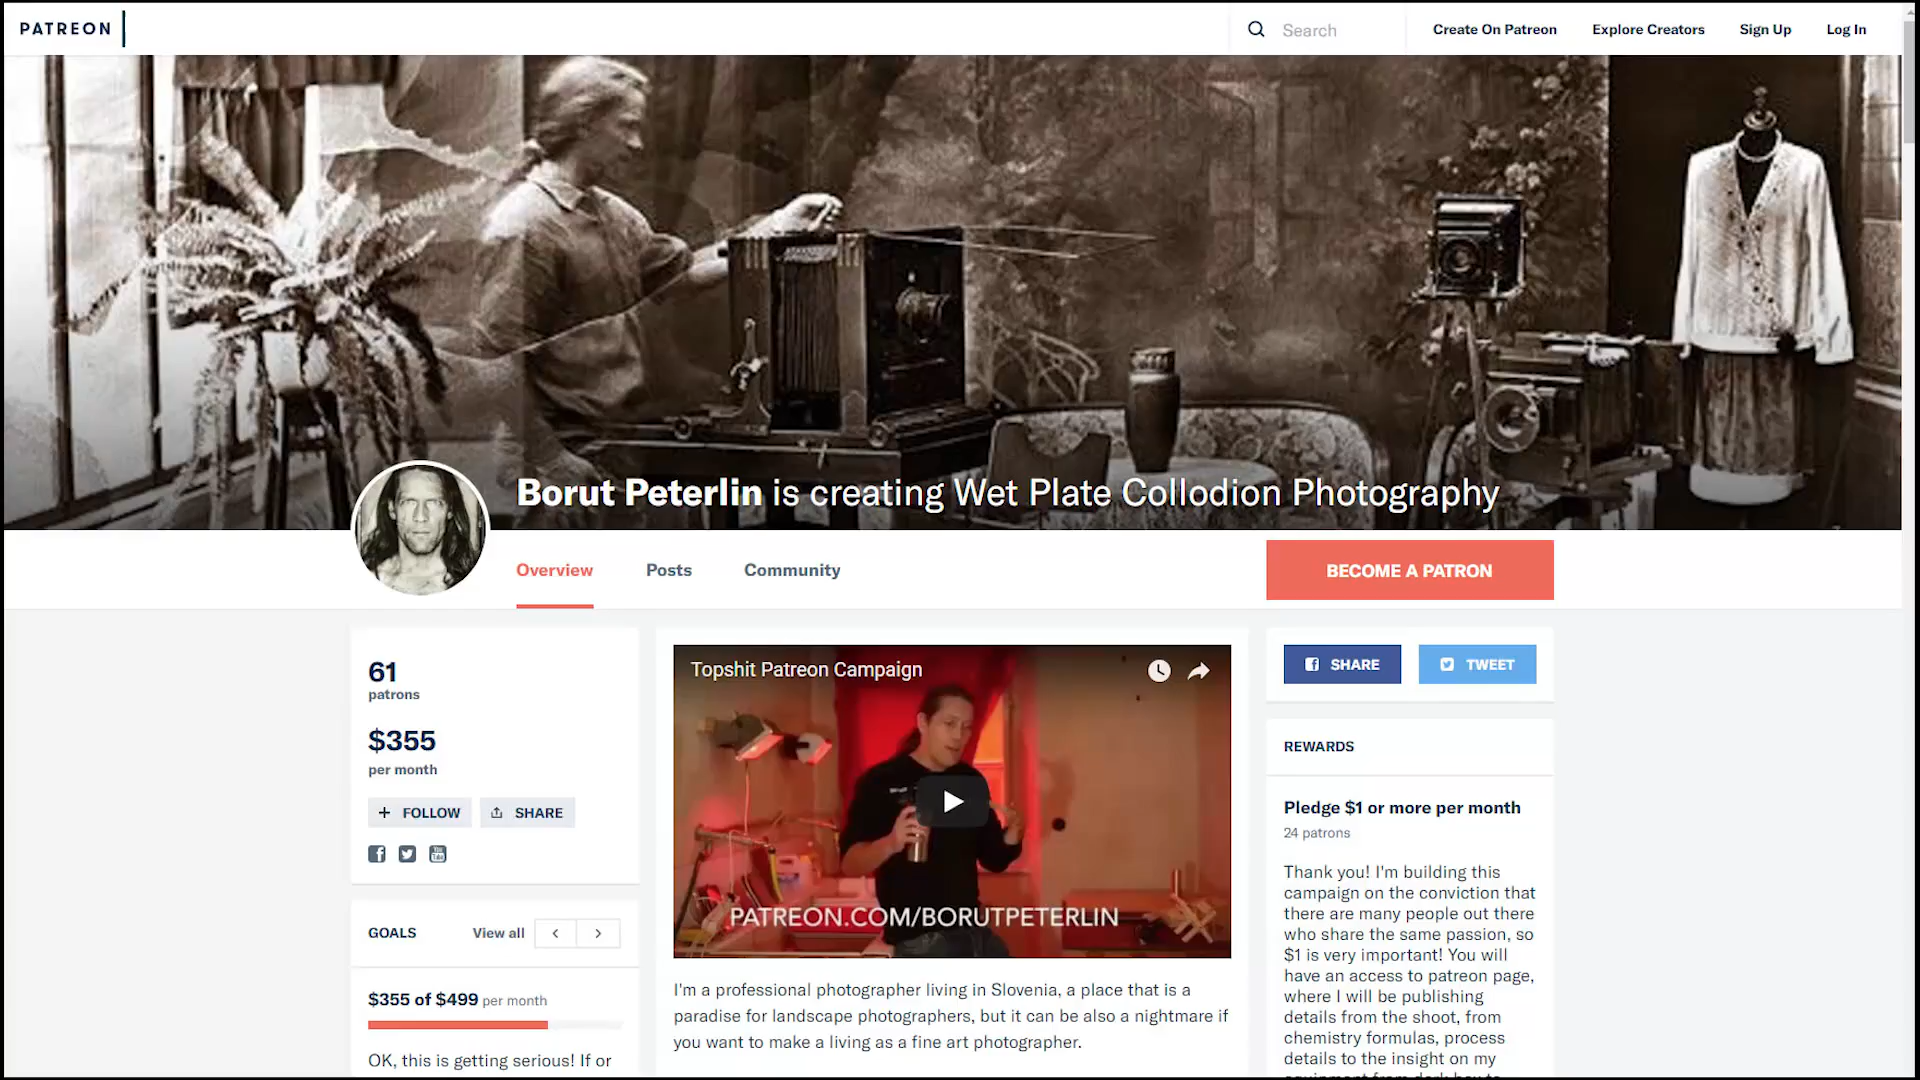 PATREON
Search
Create On Patreon
Explore Creators
Sign Up
Log In
Borut Peterlin is creating Wet Plate Collodion Photography
Overview
Posts
Community
BECOME A PATRON
61
patrons
$355
per month
+ FOLLOW
SHARE
GOALS
View all
$355 of $499 per month
OK, this is getting serious! If or
Topshit Patreon Campaign
PATREON.COM/BORUTPETERLIN
I'm a professional photographer living in Slovenia, a place that is a
paradise for landscape photographers, but it can be also a nightmare if
you want to make a living as a fine art photographer.
SHARE
TWEET
REWARDS
Pledge $1 or more per month
24 patrons
Thank you! I'm building this
campaign on the conviction that
there are many people out there
who share the same passion, so
$1 is very important! You will
have an access to patreon page,
where I will be publishing
details from the shoot, from
chemistry formulas, process
details to the insight on my